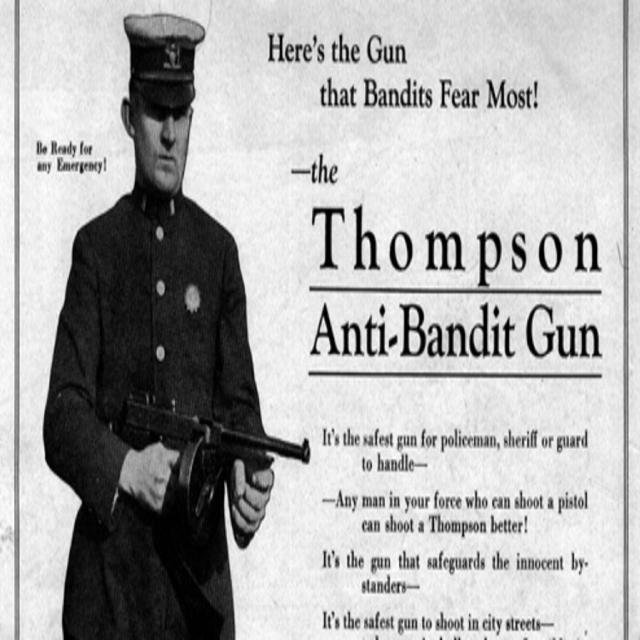 Here's the Gun
that Bandits Fear Most!
Be Ready for
any Emergency!
—the
Thompson
Anti-Bandit Gun
It's the safest gun for policeman, sheriff or guard
to handle—
—Any man in your force who can shoot a pistol
can shoot a Thompson better!
It's the gun that safeguards the innocent by-
standers—
It's the safest gun to shoot in city streets—